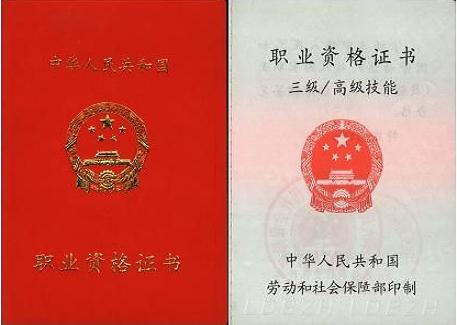 中华人民共和国
职业资格证书
职业资格证书
三级/高级技能
中华人民共和国
劳动和社会保障部印制